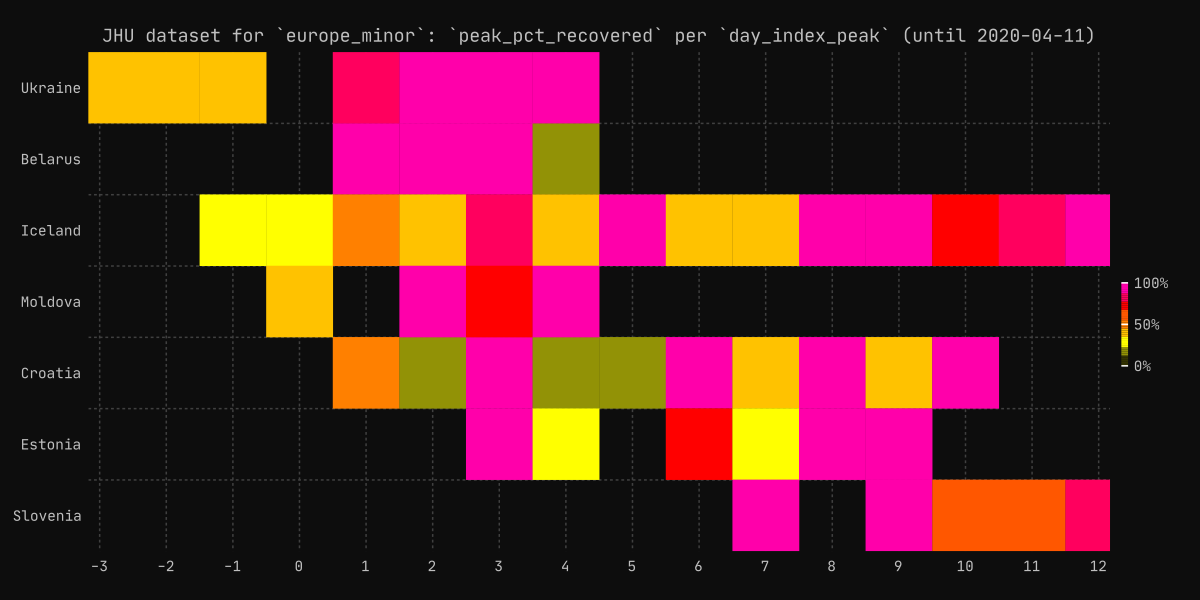 JHU dataset for `europe_minor`: `peak_pct_recovered` per `day_index_peak` (until 2020-04-11)
Ukraine
Belarus
Iceland
Moldova
Croatia
Estonia
Slovenia
100%
50%
0%
−3 −2 −1 0 1 2 3 4 5 6 7 8 9 10 11 12